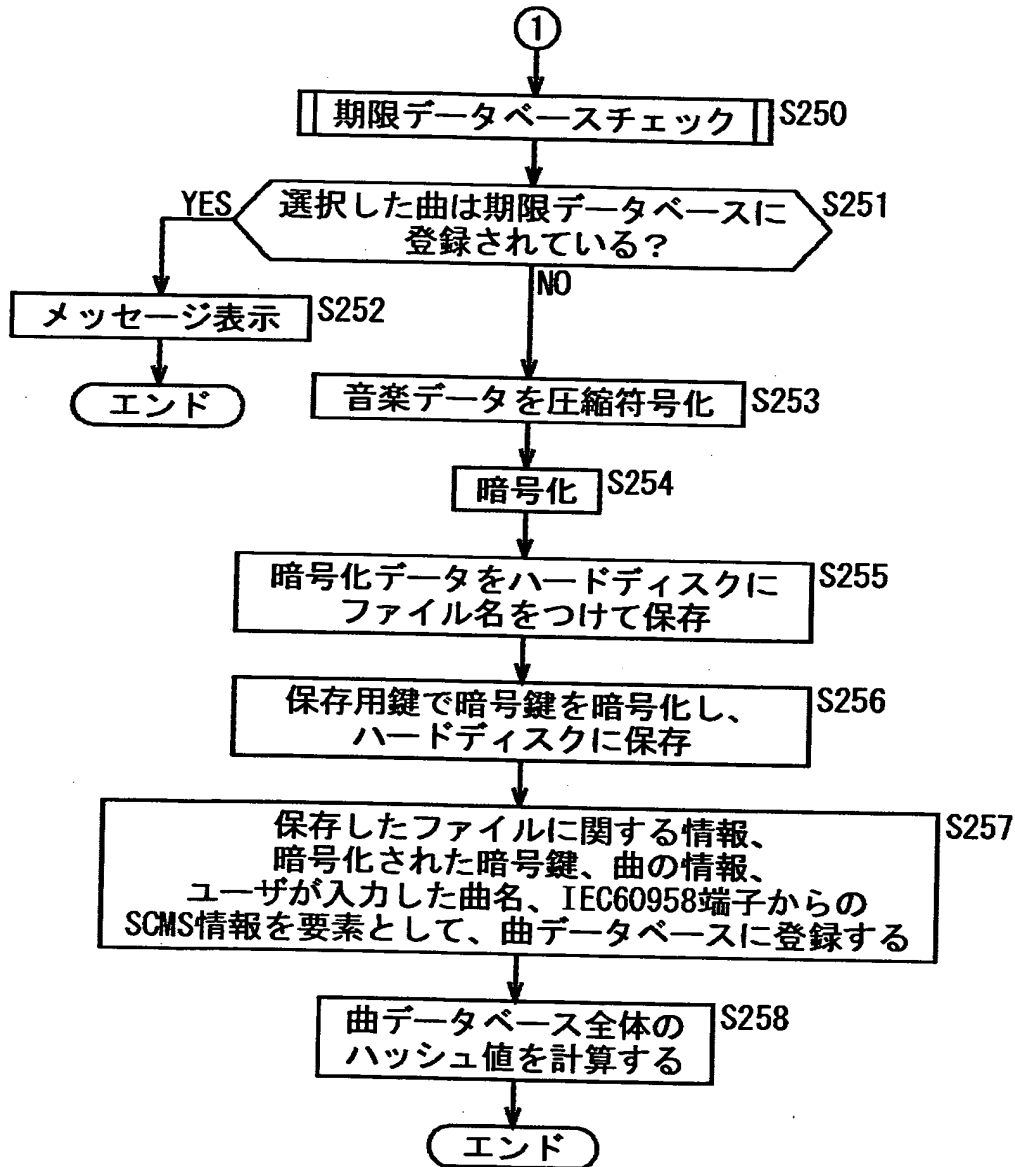 1
期限データベースチェック S250
YES 選択した曲は期限データベースに S251
登録されている？
NO
メッセージ表示 S252
エンド
音楽データを圧縮符号化 S253
暗号化 S254
暗号化データをハードディスクに S255
ファイル名をつけて保存
保存用鍵で暗号鍵を暗号化し、 S256
ハードディスクに保存
保存したファイルに関する情報、 S257
暗号化された暗号鍵、曲の情報、
ユーザが入力した曲名、IEC60958端子からの
SCMS情報を要素として、曲データベースに登録する
曲データベース全体の S258
ハッシュ値を計算する
エンド